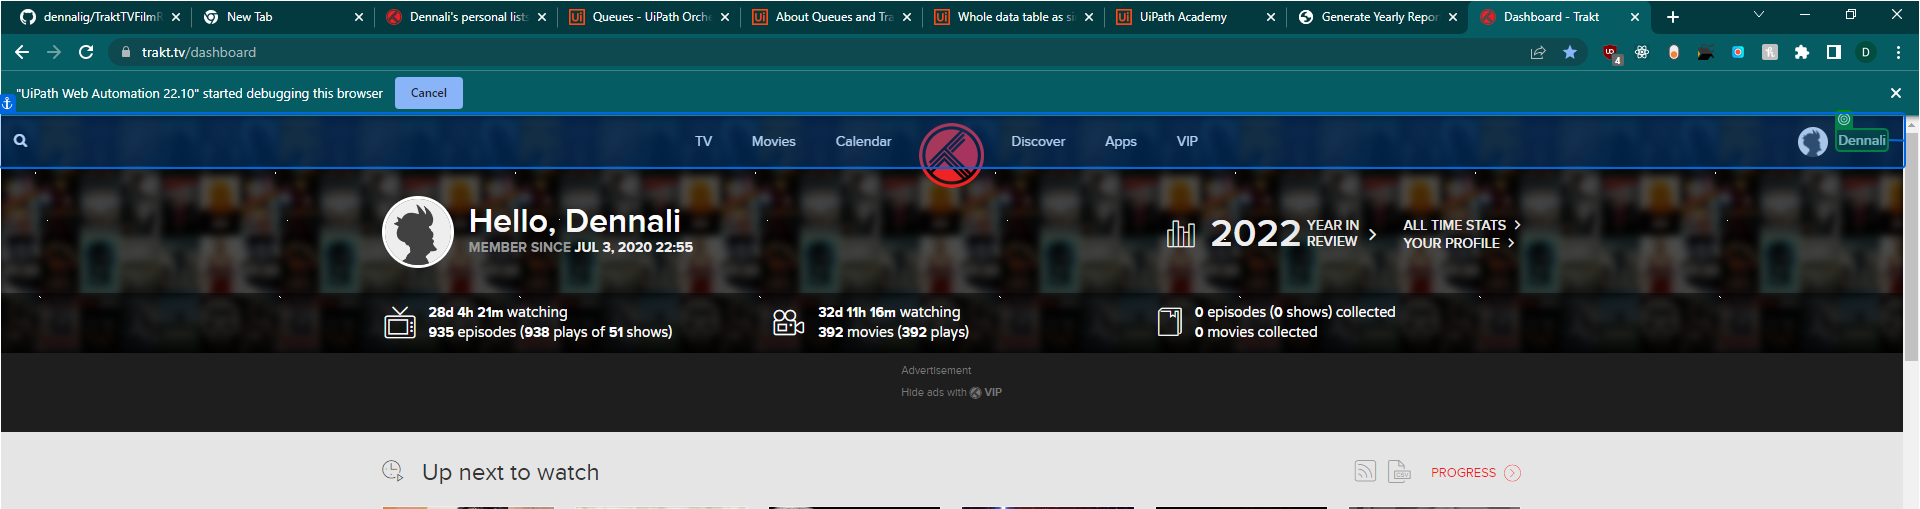 dennalig/TraktTVFilmR
New Tab
Dennali's personal lists
Queues - UiPath Orche
About Queues and Tra
Whole data table as si
UiPath Academy
Generate Yearly Repor
Dashboard - Trakt
trakt.tv/dashboard
4
D
"UiPath Web Automation 22.10" started debugging this browser
Cancel
TV
Movies
Calendar
Discover
Apps
VIP
Dennali
Hello, Dennali
MEMBER SINCE JUL 3, 2020 22:55
2022
YEAR IN
REVIEW
ALL TIME STATS
YOUR PROFILE
28d 4h 21m watching
935 episodes (938 plays of 51 shows)
32d 11h 16m watching
392 movies (392 plays)
0 episodes (0 shows) collected
0 movies collected
Advertisement
Hide ads with VIP
Up next to watch
CSV
PROGRESS